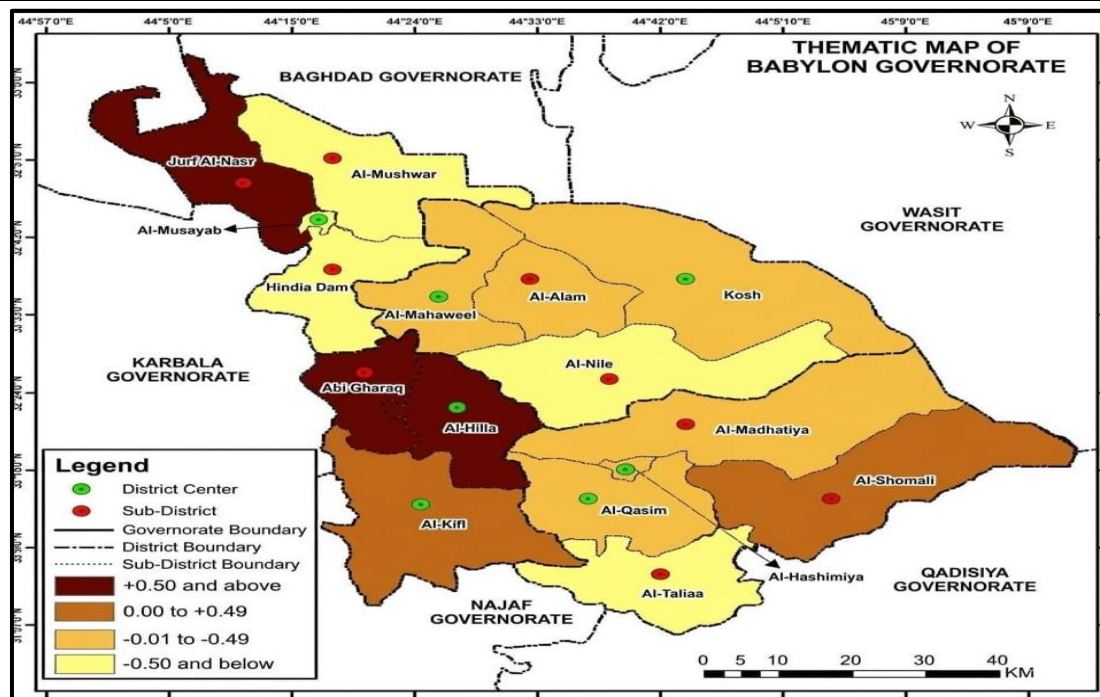 44°57'0"E 44°5'0"E 44°15'0"E 44°24'0"E 44°33'0"E 44°42'0"E 44°5'10"E 45°9'0"E 45°9'0"E
THEMATIC MAP OF
BABYLON GOVERNORATE
BAGHDAD GOVERNORATE
N
W E
S
Jurf Al-Nasr
Al-Mushwar
Al-Musayab
WASIT
GOVERNORATE
Hindia Dam
Al-Alam
Kosh
Al-Mahaweel
KARBALA
GOVERNORATE
Al-Nile
Abi Gharaq
Al-Hilla
Al-Madhatiya
Al-Shomali
Al-Qasim
Al-Kifl
Al-Hashimiya
QADISIYA
GOVERNORATE
Al-Taliaa
NAJAF
GOVERNORATE
Legend
District Center
Sub-District
Governorate Boundary
District Boundary
Sub-District Boundary
+0.50 and above
0.00 to +0.49
-0.01 to -0.49
-0.50 and below
0 5 10 20 30 40
KM